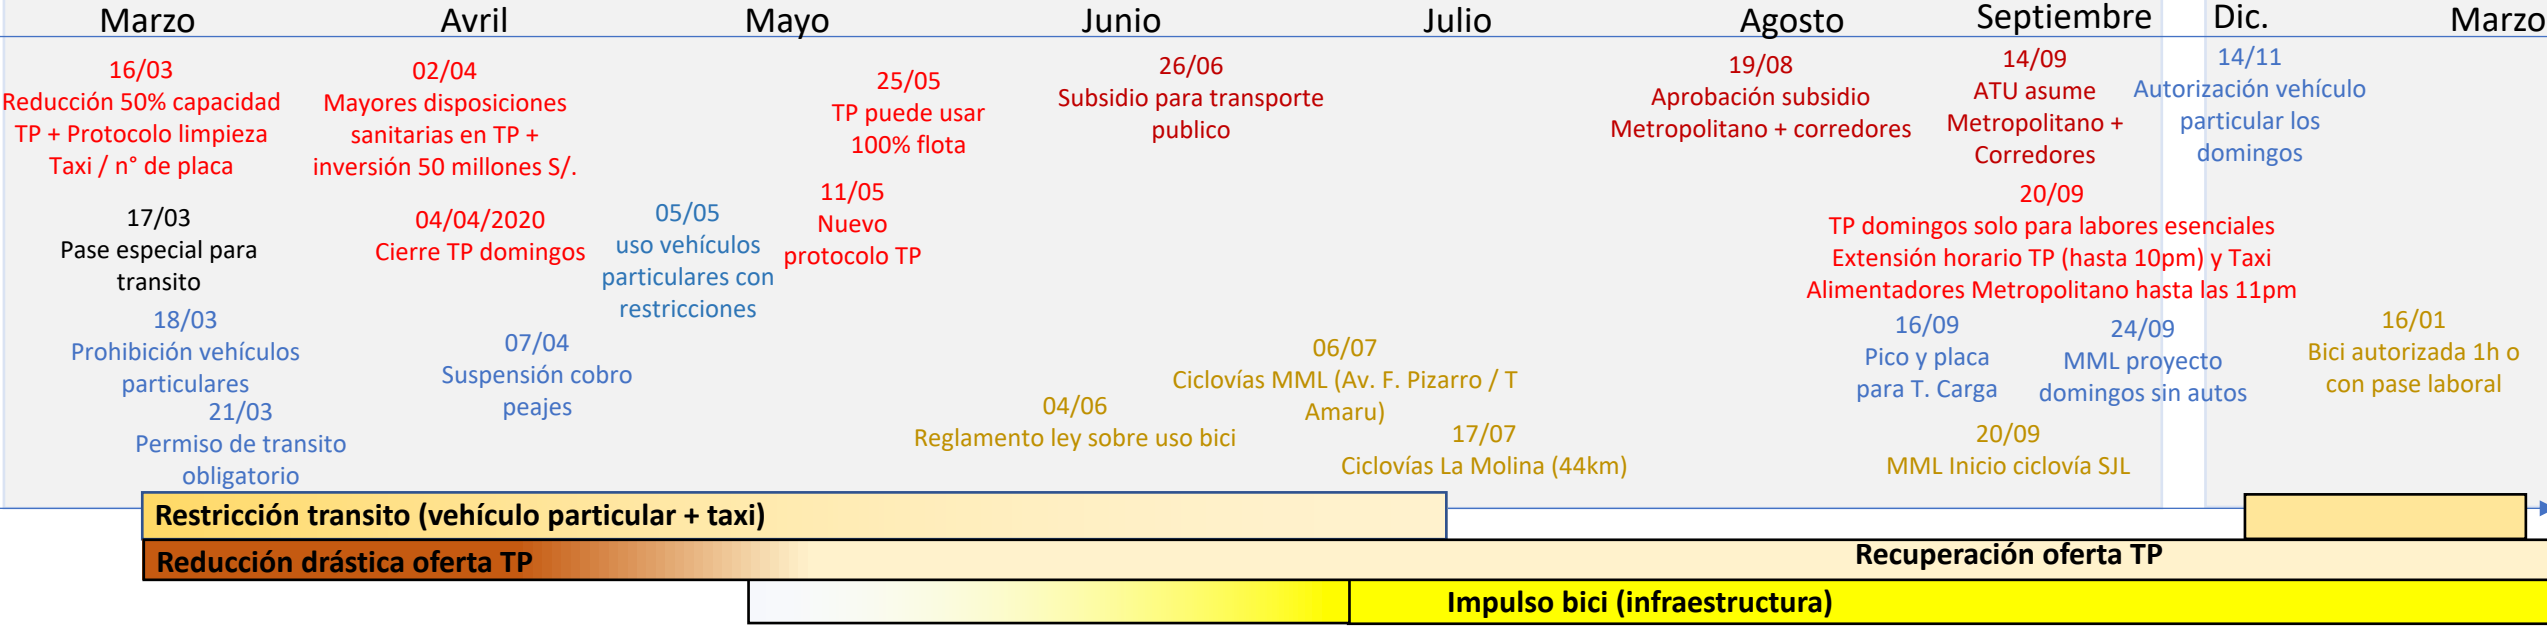 Marzo
Avril
Mayo
Junio
Julio
Agosto
Septiembre
Dic.
Marzo
16/03
Reducción 50% capacidad
TP + Protocolo limpieza
Taxi / n° de placa
17/03
Pase especial para
transito
18/03
Prohibición vehículos
particulares
21/03
Permiso de transito
obligatorio
02/04
Mayores disposiciones
sanitarias en TP +
inversión 50 millones S/.
04/04/2020
Cierre TP domingos
07/04
Suspensión cobro
peajes
05/05
uso vehículos
particulares con
restricciones
25/05
TP puede usar
100% flota
11/05
Nuevo
protocolo TP
26/06
Subsidio para transporte
publico
04/06
Reglamento ley sobre uso bici
06/07
Ciclovías MML (Av. F. Pizarro / T
Amaru)
17/07
Ciclovías La Molina (44km)
19/08
Aprobación subsidio
Metropolitano + corredores
14/09
ATU asume
Metropolitano +
Corredores
20/09
TP domingos solo para labores esenciales
Extensión horario TP (hasta 10pm) y Taxi
Alimentadores Metropolitano hasta las 11pm
16/09
Pico y placa
para T. Carga
24/09
MML proyecto
domingos sin autos
20/09
MML Inicio ciclovía SJL
14/11
Autorización vehículo
particular los
domingos
16/01
Bici autorizada 1h o
con pase laboral
Restricción transito (vehículo particular + taxi)
Reducción drástica oferta TP
Recuperación oferta TP
Impulso bici (infraestructura)